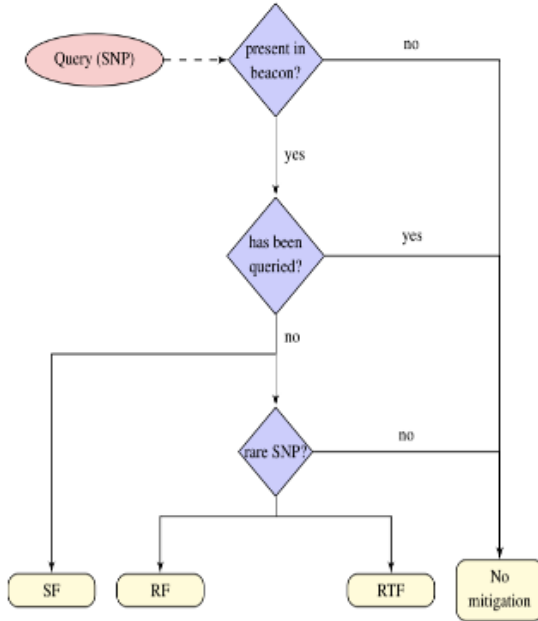 Query (SNP)
present in
beacon?
no
yes
has been
queried?
yes
no
rare SNP?
no
SF
RF
RTF
No
mitigation